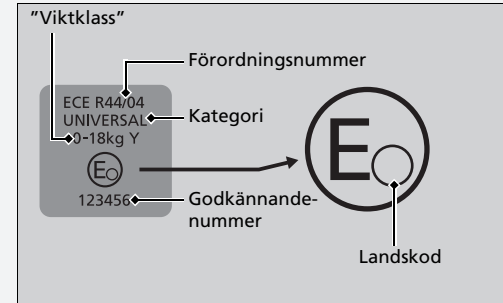 ”Viktklass”
Förordningsnummer
ECE R44/04
UNIVERSAL
0-18kg Y
E
123456
Kategori
Godkännande-
nummer
E
Landskod